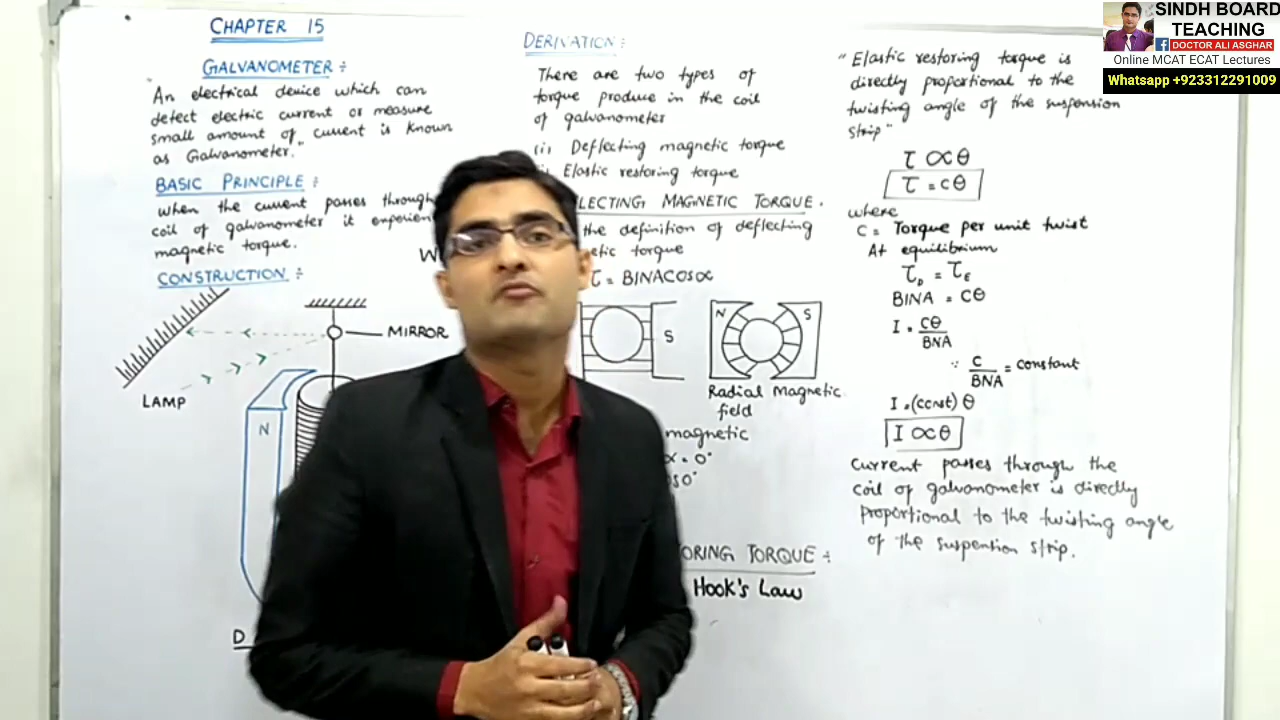 CHAPTER 15
GALVANOMETER :
An electrical device which can
detect electric current or measure
small amount of current is known
as Galvanometer."
BASIC PRINCIPLE :
when the current passes through
coil of galvanometer it
magnetic torque.
CONSTRUCTION :
MIRROR
LAMP
N
D
DERIVATION :
There are two types of
torque produce in the coil
of galvanometer
(i) Deflecting magnetic torque
Elastic restoring torque
LECTING MAGNETIC TORQUE.
the definition of deflecting
etic torque
τ = BINACOSα
S
N S
Radial Magnetic
field
magnetic
α = 0°
ORING TORQUE :
Hook's Law
"Elastic restoring torque is
directly proportional to the
twisting angle of the suspension
strip"
τ ∝ θ
τ = cθ
where
C = Torque per unit twist
At equilibrium
τD = τE
BINA = Cθ
I = Cθ/BNA
∵ C/BNA = constant
I = (const) θ
I ∝ θ
Current passes through the
coil of galvanometer is directly
proportional to the twisting angle
of the suspension strip.
SINDH BOARD
TEACHING
f DOCTOR ALI ASGHAR
Online MCAT ECAT Lectures
Whatsapp +923312291009